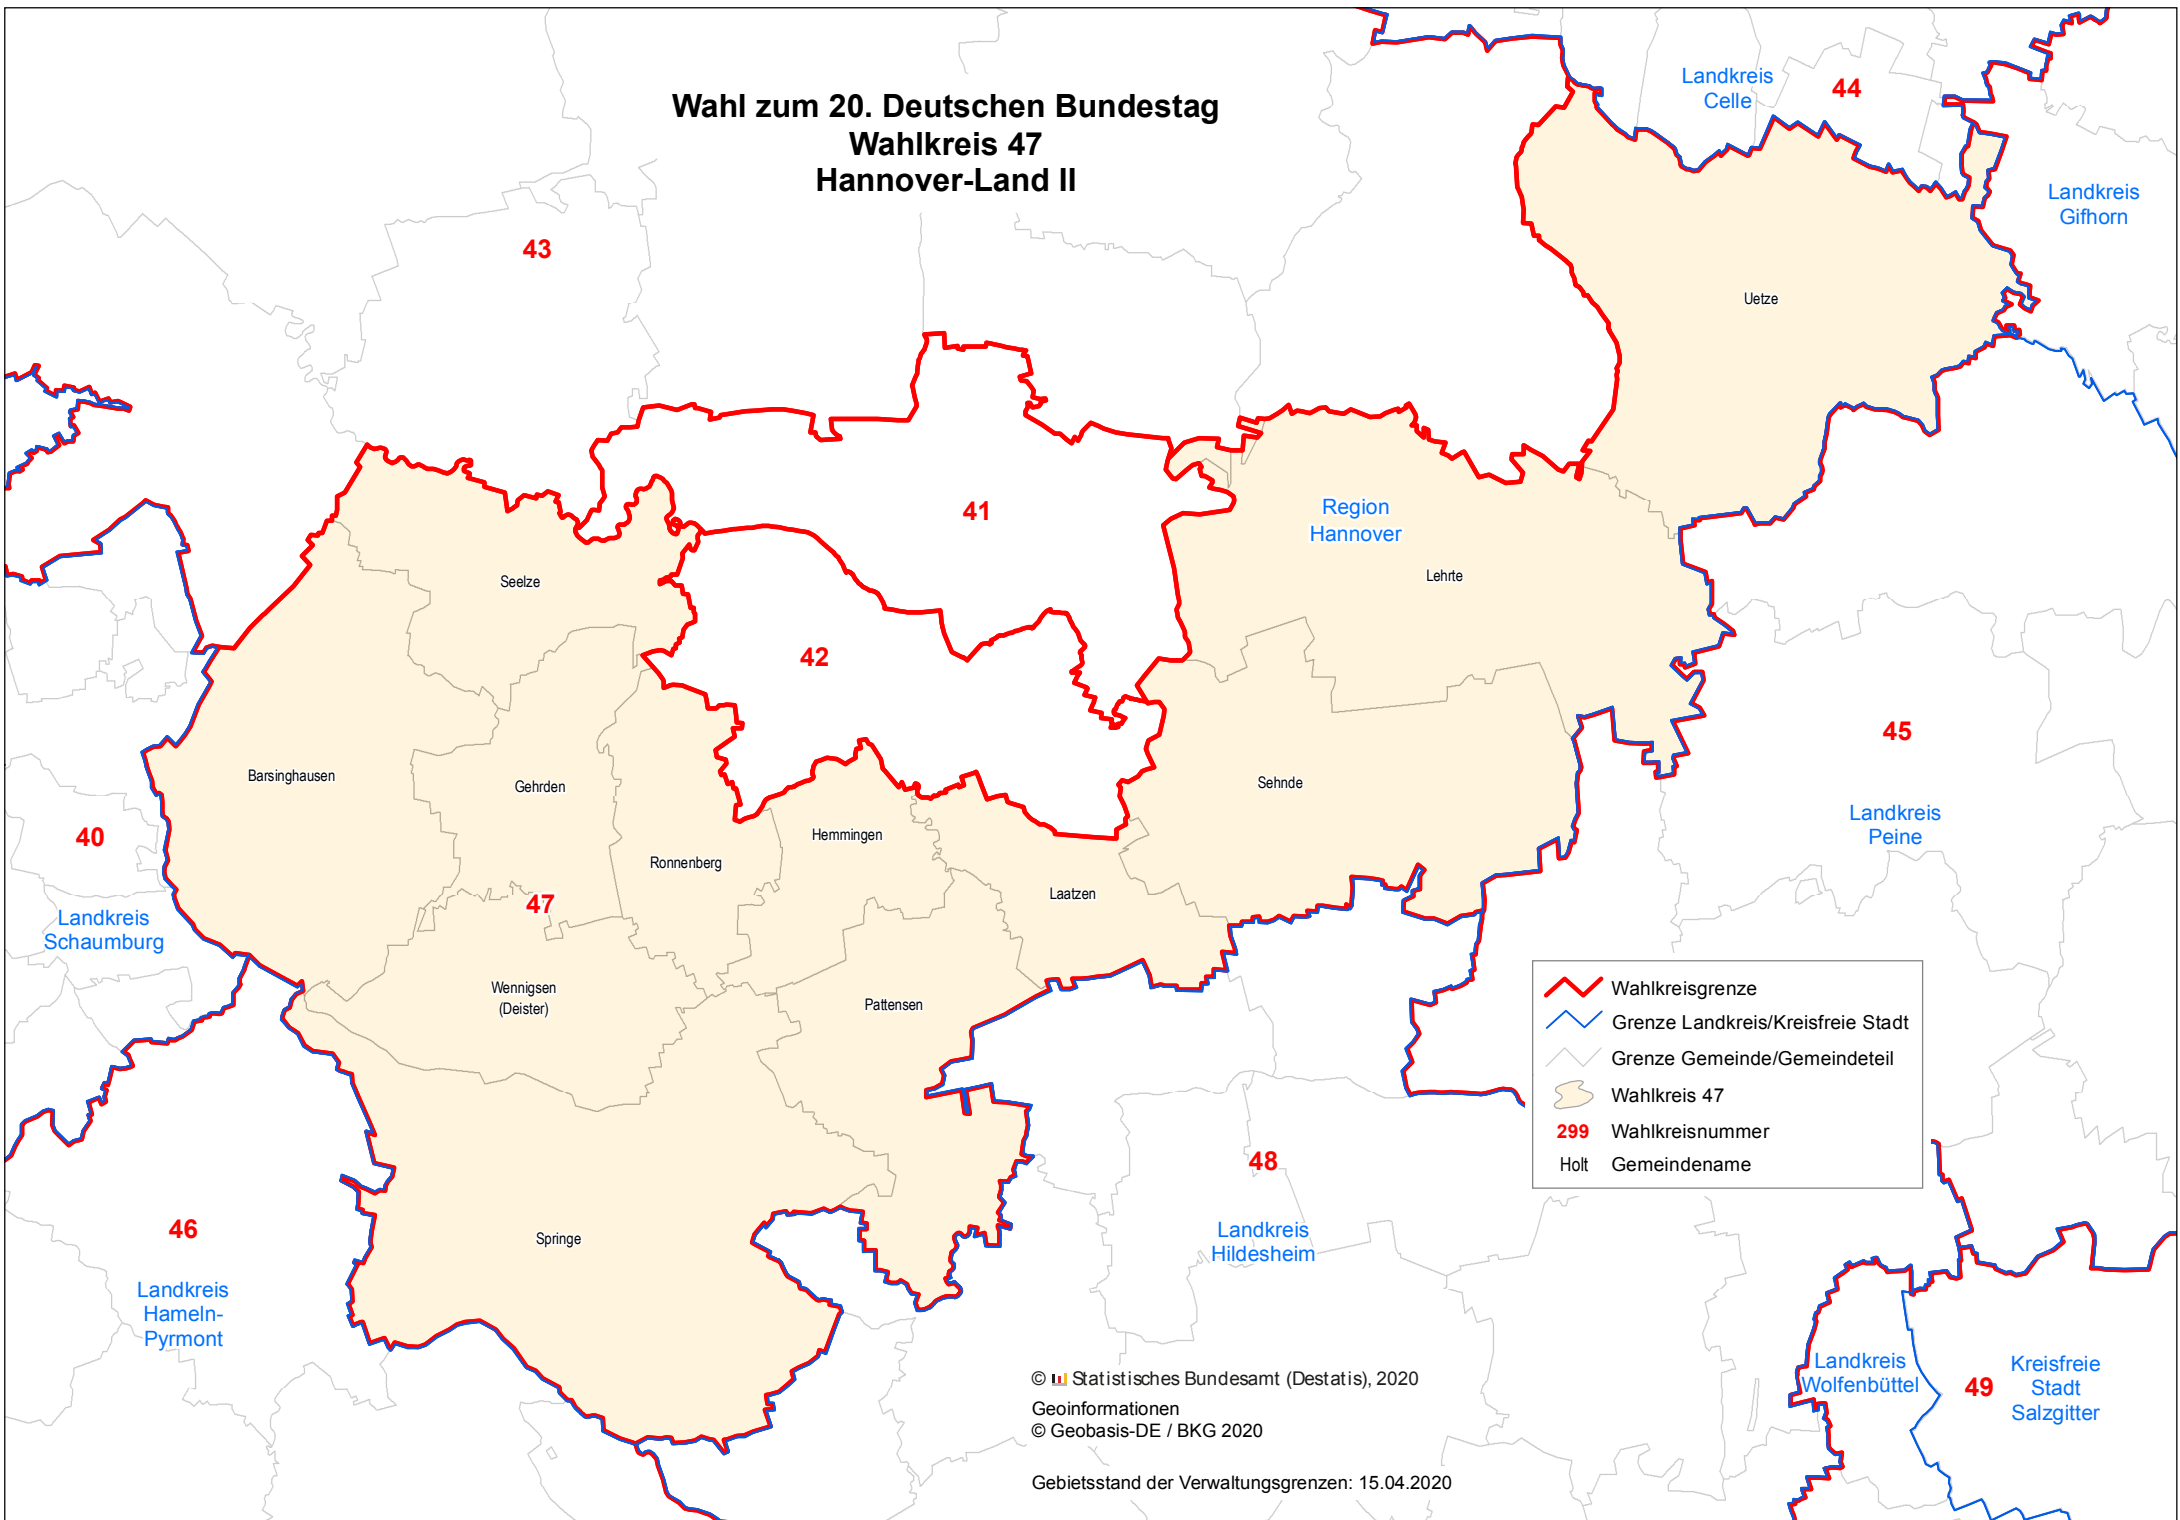 Wahl zum 20. Deutschen Bundestag
Wahlkreis 47
Hannover-Land II
Landkreis
Celle
44
Landkreis
Gifhorn
43
Uetze
41
Region
Hannover
Lehrte
Seelze
42
45
Barsinghausen
Gehrden
Sehnde
Landkreis
Peine
40
Hemmingen
Ronnenberg
Laatzen
47
Landkreis
Schaumburg
Wennigsen
(Deister)
Pattensen
Wahlkreisgrenze
Grenze Landkreis/Kreisfreie Stadt
Grenze Gemeinde/Gemeindeteil
Wahlkreis 47
299 Wahlkreisnummer
Holt Gemeindename
48
46
Springe
Landkreis
Hildesheim
Landkreis
Hameln-
Pyrmont
Landkreis
Wolfenbüttel
49
Kreisfreie
Stadt
Salzgitter
© Statistisches Bundesamt (Destatis), 2020
Geoinformationen
© Geobasis-DE / BKG 2020
Gebietsstand der Verwaltungsgrenzen: 15.04.2020